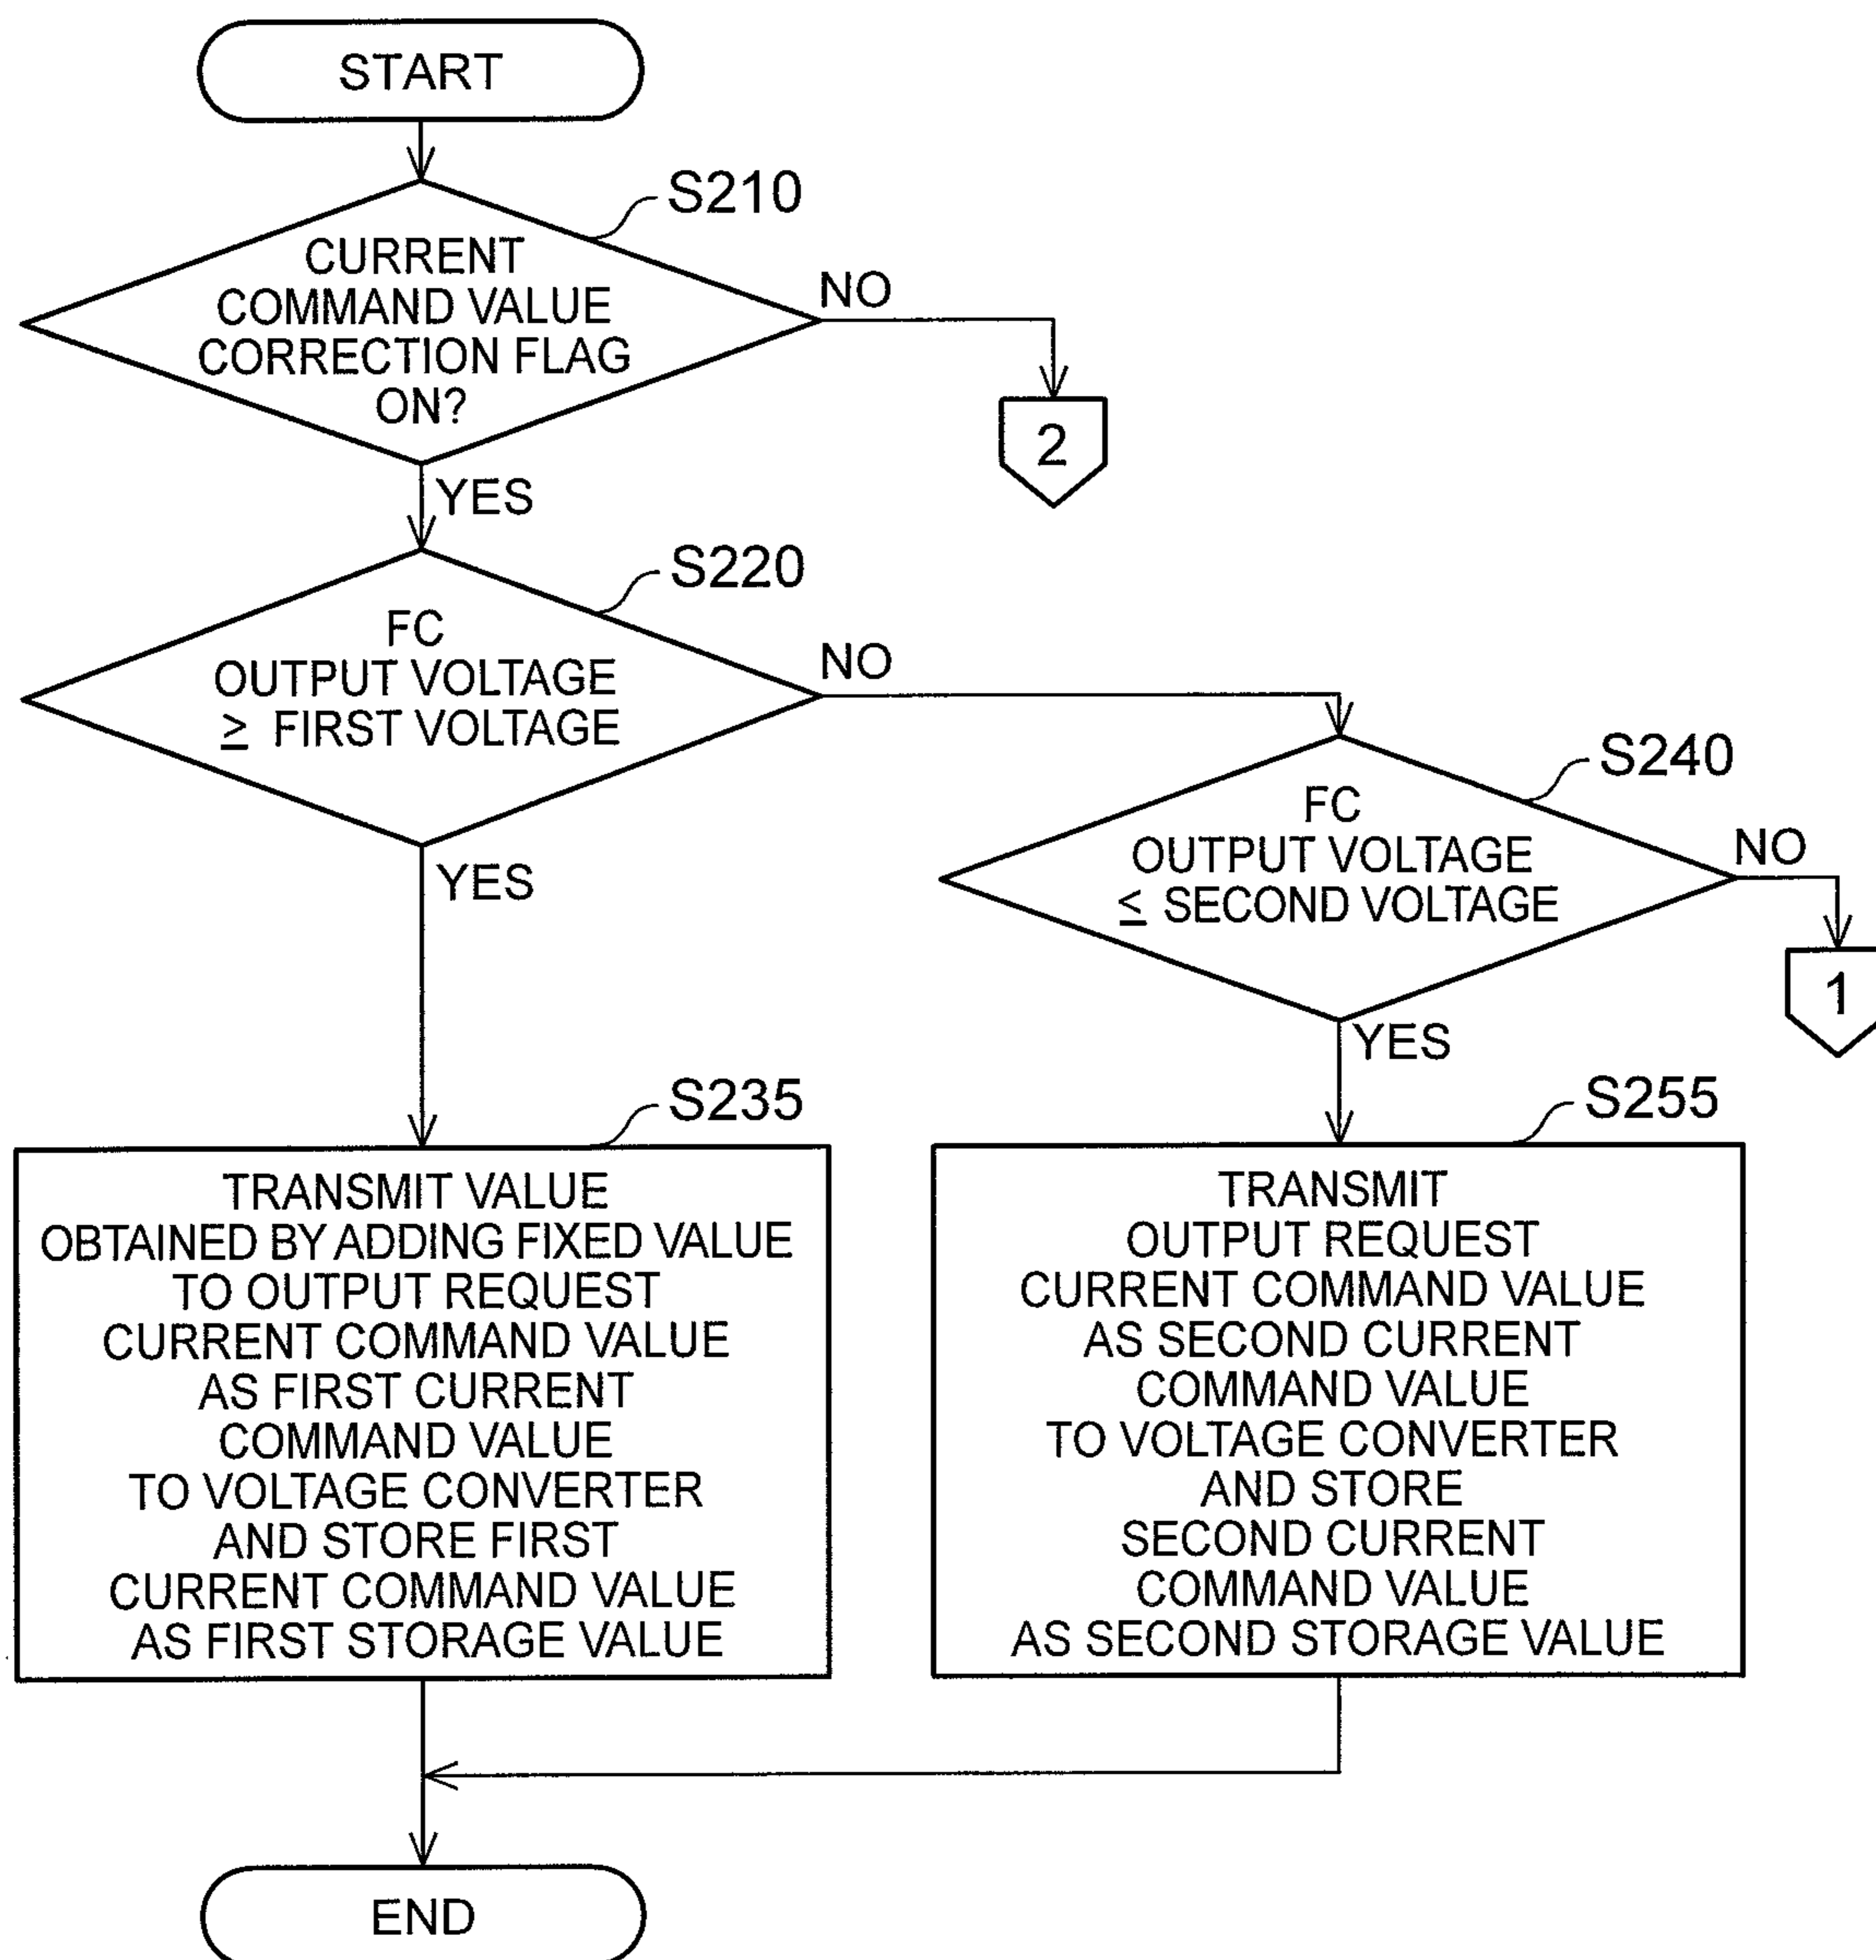 START
S210
CURRENT
COMMAND VALUE
CORRECTION FLAG
ON?
NO
2
YES
S220
FC
OUTPUT VOLTAGE
≥ FIRST VOLTAGE
NO
S240
FC
OUTPUT VOLTAGE
≤ SECOND VOLTAGE
NO
1
YES
YES
S235
TRANSMIT VALUE
OBTAINED BY ADDING FIXED VALUE
TO OUTPUT REQUEST
CURRENT COMMAND VALUE
AS FIRST CURRENT
COMMAND VALUE
TO VOLTAGE CONVERTER
AND STORE FIRST
CURRENT COMMAND VALUE
AS FIRST STORAGE VALUE
S255
TRANSMIT
OUTPUT REQUEST
CURRENT COMMAND VALUE
AS SECOND CURRENT
COMMAND VALUE
TO VOLTAGE CONVERTER
AND STORE
SECOND CURRENT
COMMAND VALUE
AS SECOND STORAGE VALUE
END